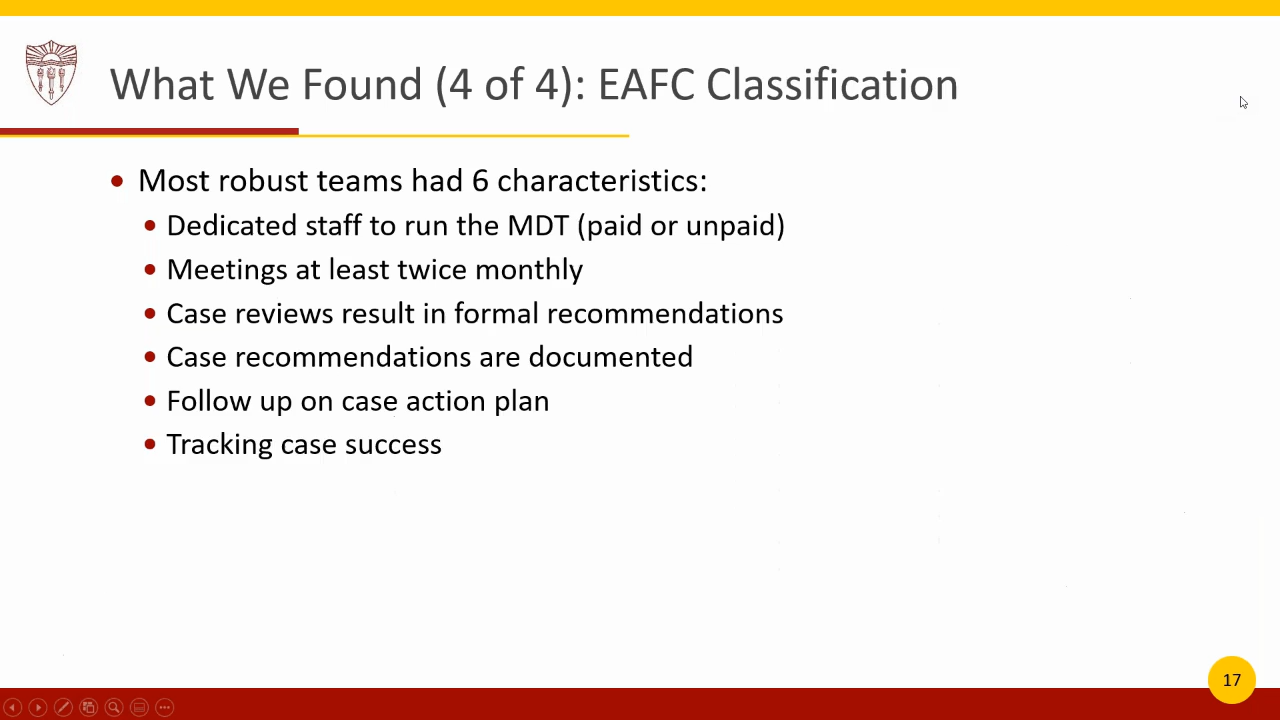 What We Found (4 of 4): EAFC Classification
Most robust teams had 6 characteristics:
Dedicated staff to run the MDT (paid or unpaid)
Meetings at least twice monthly
Case reviews result in formal recommendations
Case recommendations are documented
Follow up on case action plan
Tracking case success
17